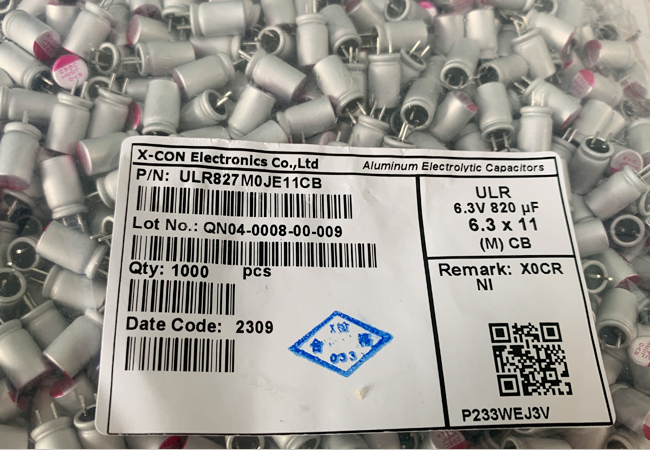 X-CON Electronics Co.,Ltd
Aluminum Electrolytic Capacitors
P/N: ULR827M0JE11CB
Lot No.: QN04-0008-00-009
Qty: 1000 pcs
Date Code: 2309
ULR
6.3V 820 µF
6.3 x 11
(M) CB
Remark: X0CR
NI
P233WEJ3V
033